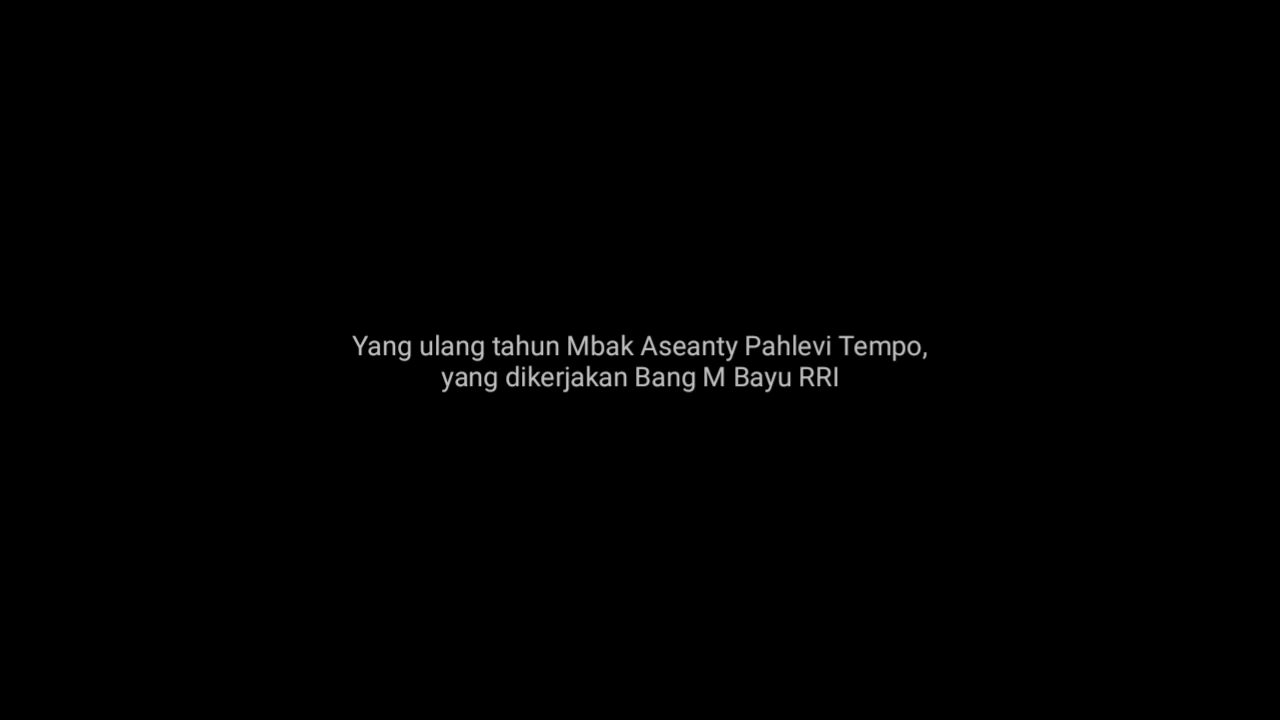 Yang ulang tahun Mbak Aseanty Pahlevi Tempo,
yang dikerjakan Bang M Bayu RRI